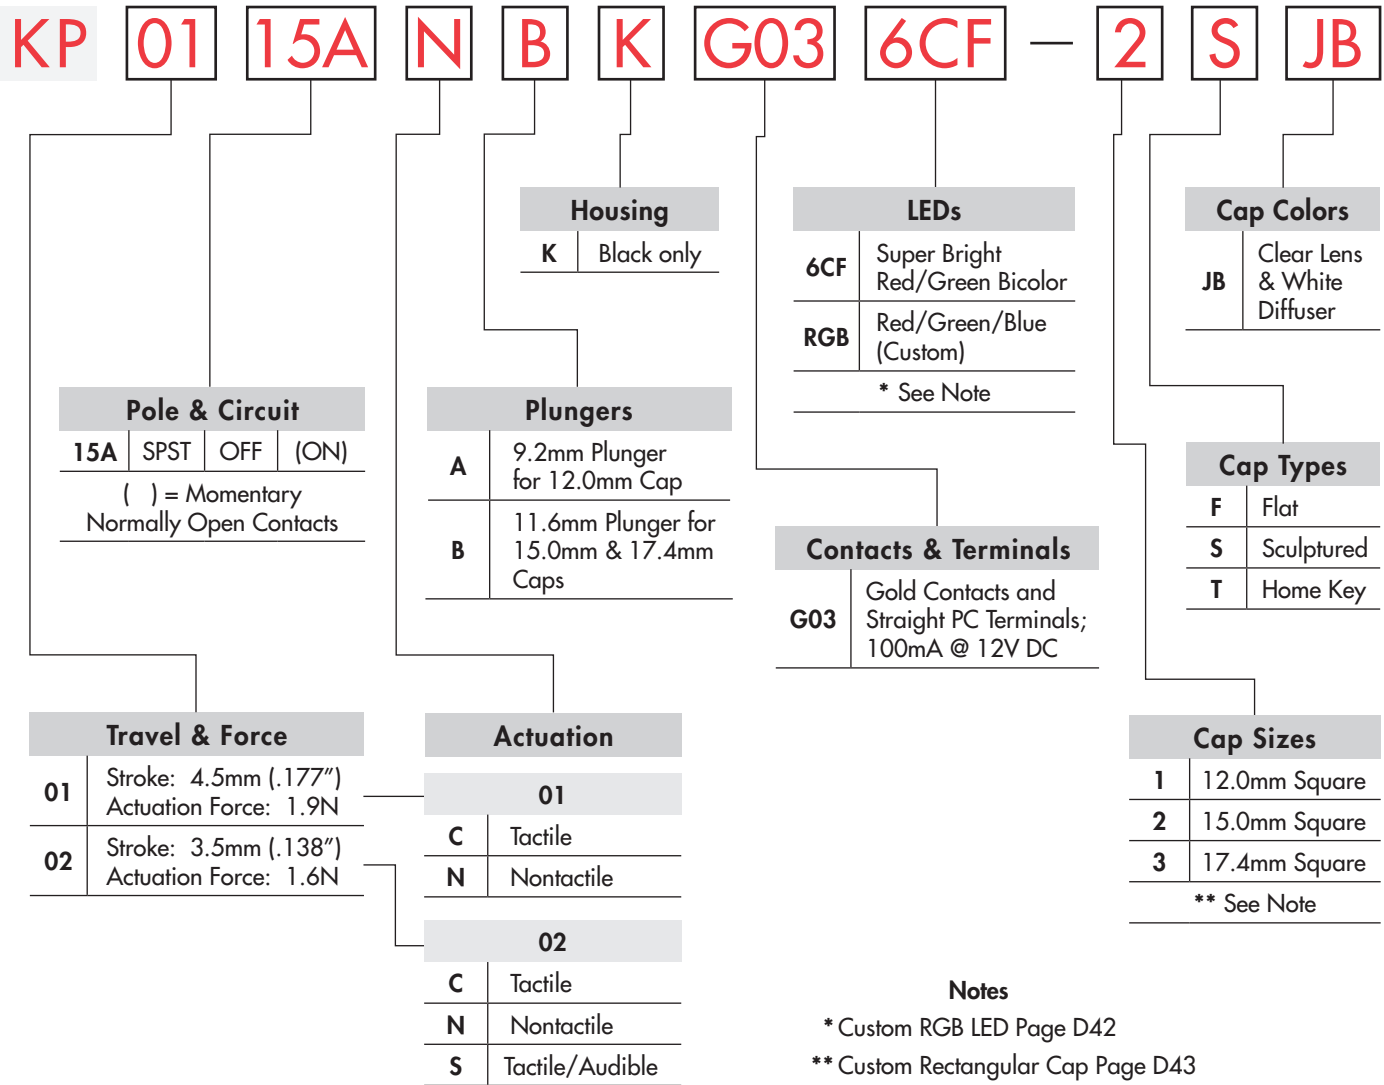 KP 01 15A N B K G03 6CF — 2 S JB
Housing
K Black only
LEDs
6CF Super Bright
Red/Green Bicolor
RGB Red/Green/Blue
(Custom)
* See Note
Cap Colors
JB Clear Lens
& White
Diffuser
Pole & Circuit
15A SPST OFF (ON)
( ) = Momentary
Normally Open Contacts
Plungers
A 9.2mm Plunger
for 12.0mm Cap
B 11.6mm Plunger for
15.0mm & 17.4mm
Caps
Contacts & Terminals
G03 Gold Contacts and
Straight PC Terminals;
100mA @ 12V DC
Cap Types
F Flat
S Sculptured
T Home Key
Travel & Force
01 Stroke: 4.5mm (.177")
Actuation Force: 1.9N
02 Stroke: 3.5mm (.138")
Actuation Force: 1.6N
Actuation
01
C Tactile
N Nontactile
02
C Tactile
N Nontactile
S Tactile/Audible
Cap Sizes
1 12.0mm Square
2 15.0mm Square
3 17.4mm Square
** See Note
Notes
* Custom RGB LED Page D42
** Custom Rectangular Cap Page D43